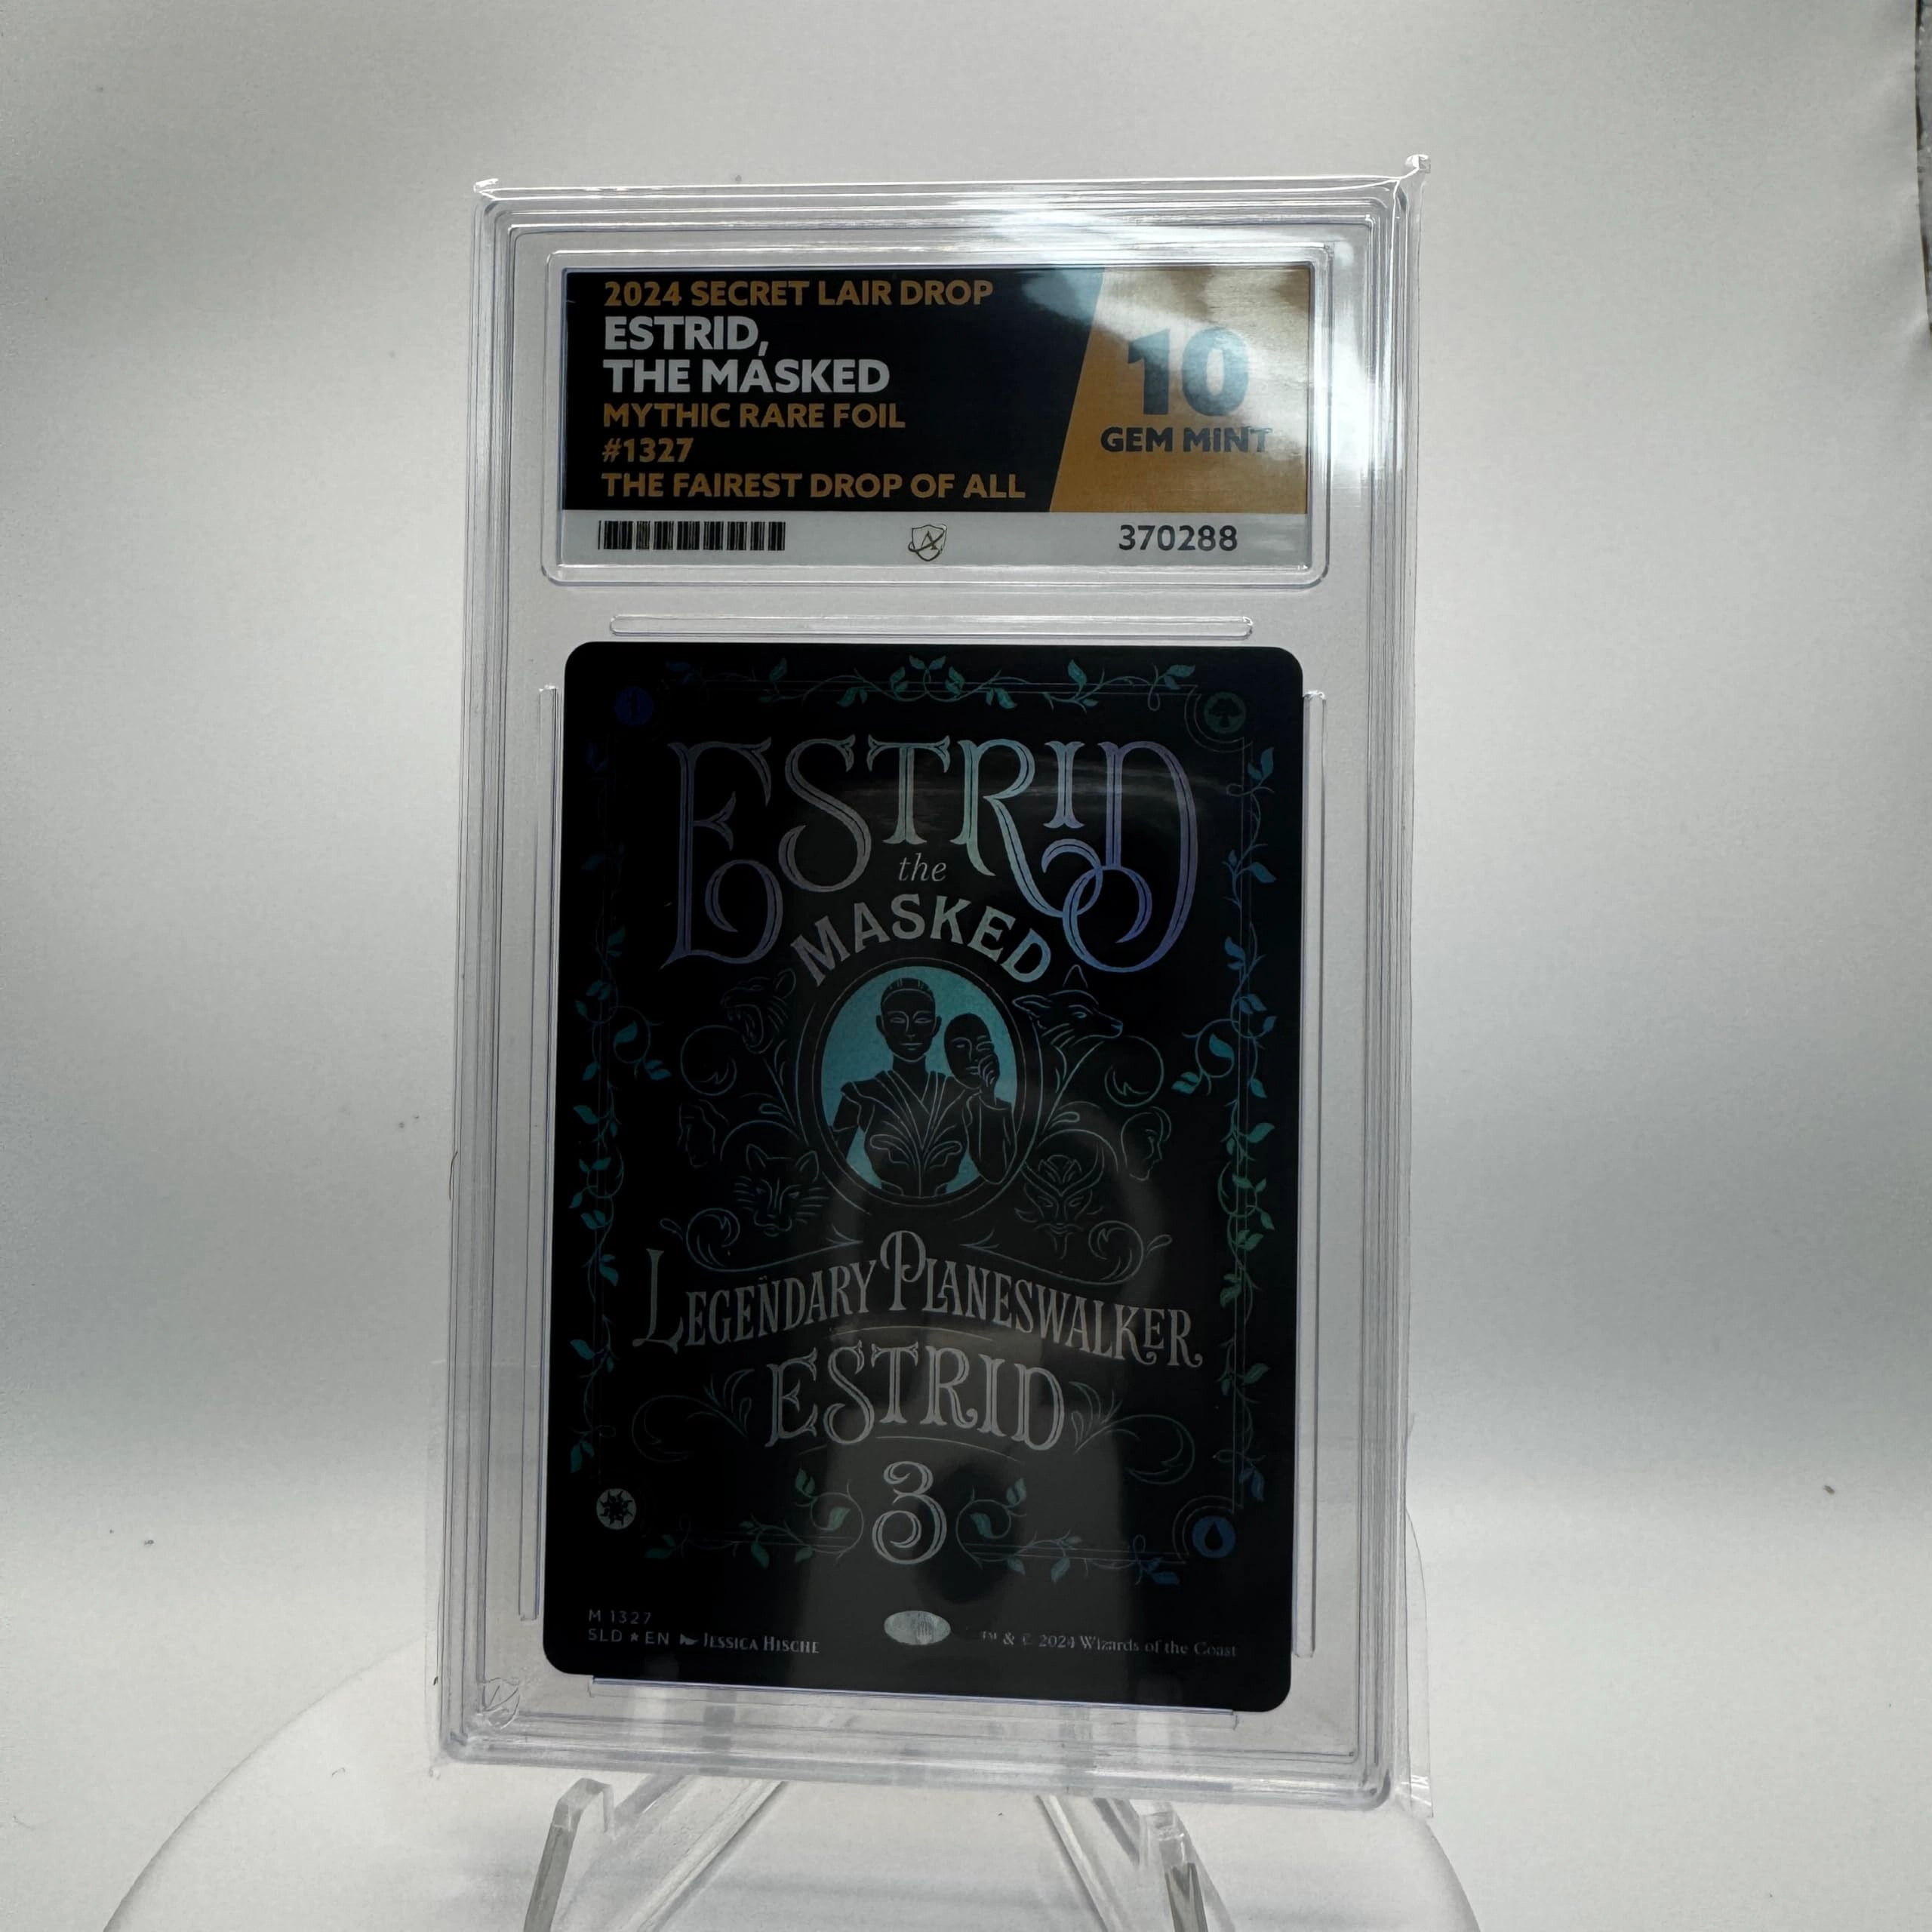 2024 SECRET LAIR DROP
ESTRID,
THE MASKED
MYTHIC RARE FOIL
#1327
THE FAIREST DROP OF ALL
10
GEM MINT
370288
1
ESTRID
the
MASKED
LEGENDARY PLANESWALKER
ESTRID
3
M 1327
SLD ★ EN JESSICA HISCHE
™ & © 2024 Wizards of the Coast